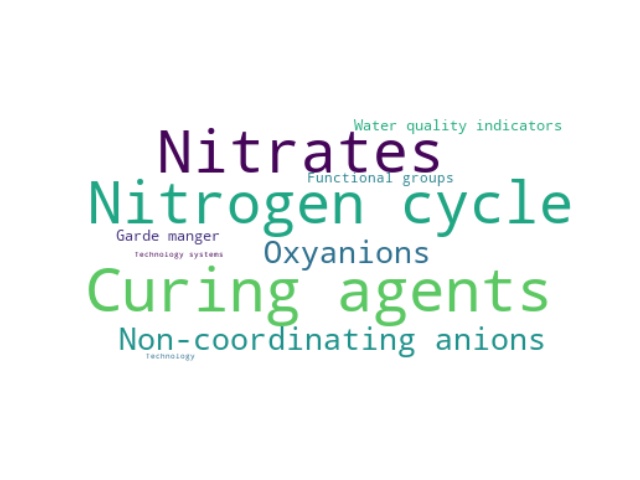 Water quality indicators
Nitrates
Functional groups
Nitrogen cycle
Garde manger
Oxyanions
Technology systems
Curing agents
Non-coordinating anions
Technology